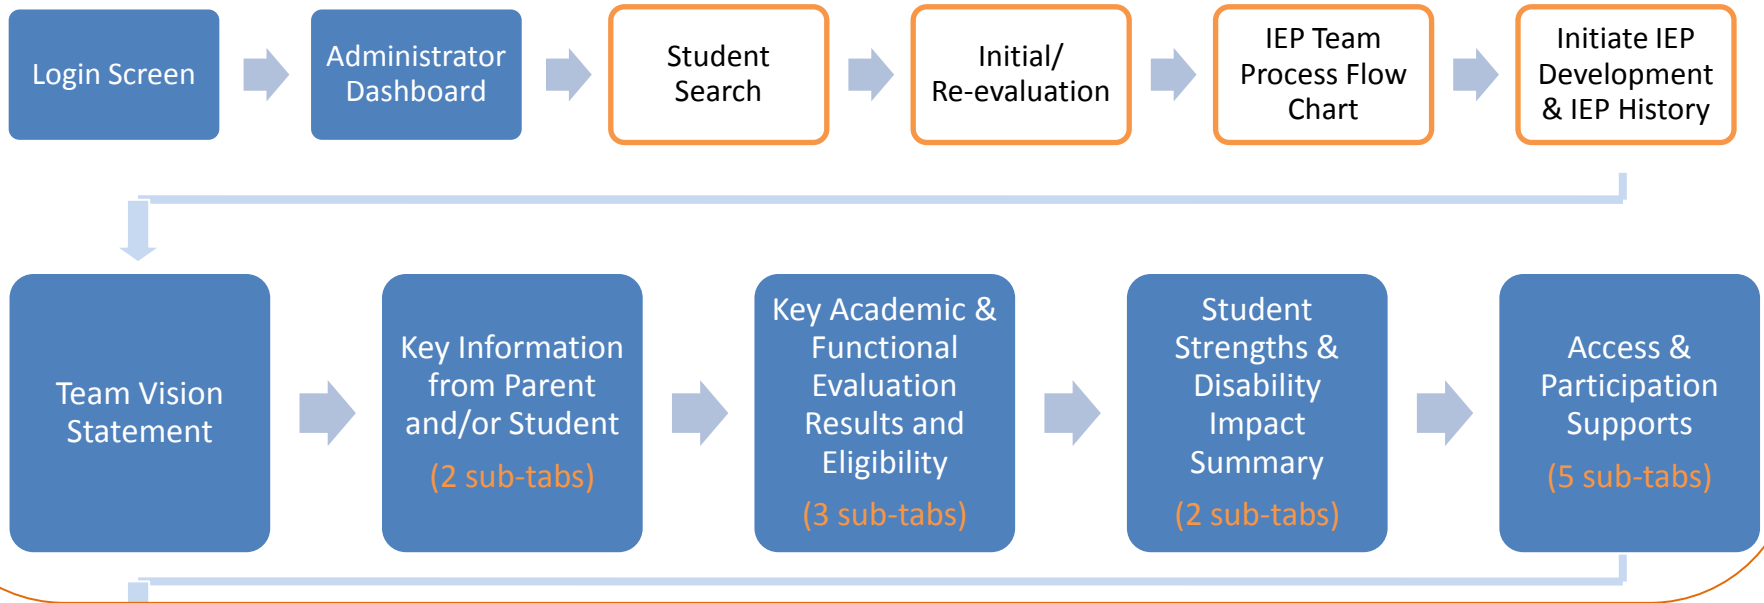 Login Screen
Administrator
Dashboard
Student
Search
Initial/
Re-evaluation
IEP Team
Process Flow
Chart
Initiate IEP
Development
& IEP History
Team Vision
Statement
Key Information
from Parent
and/or Student
(2 sub-tabs)
Key Academic &
Functional
Evaluation
Results and
Eligibility
(3 sub-tabs)
Student
Strengths &
Disability
Impact
Summary
(2 sub-tabs)
Access &
Participation
Supports
(5 sub-tabs)